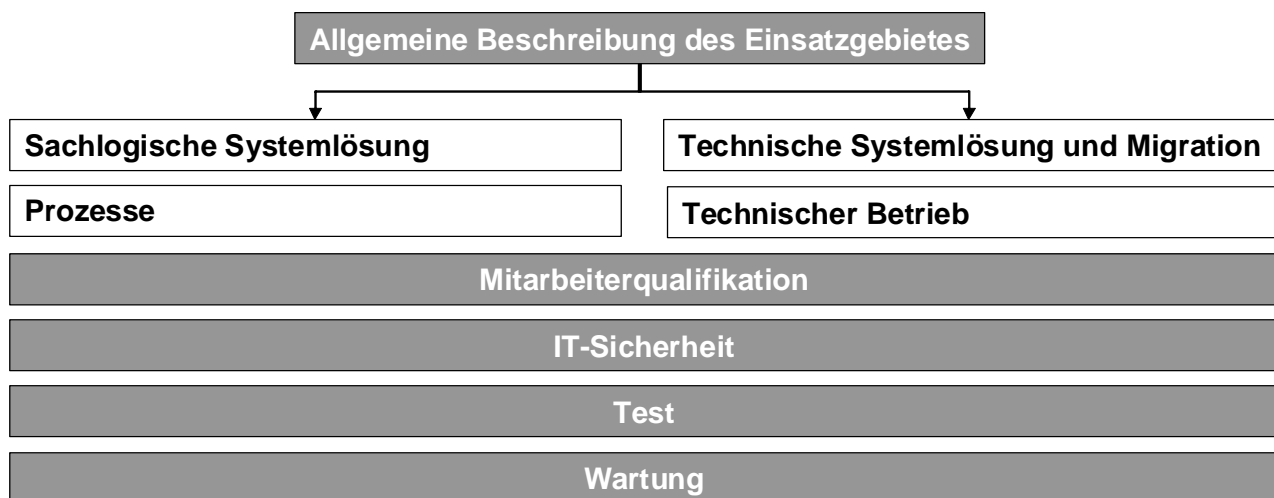 Allgemeine Beschreibung des Einsatzgebietes
Sachlogische Systemlösung
Technische Systemlösung und Migration
Prozesse
Technischer Betrieb
Mitarbeiterqualifikation
IT-Sicherheit
Test
Wartung